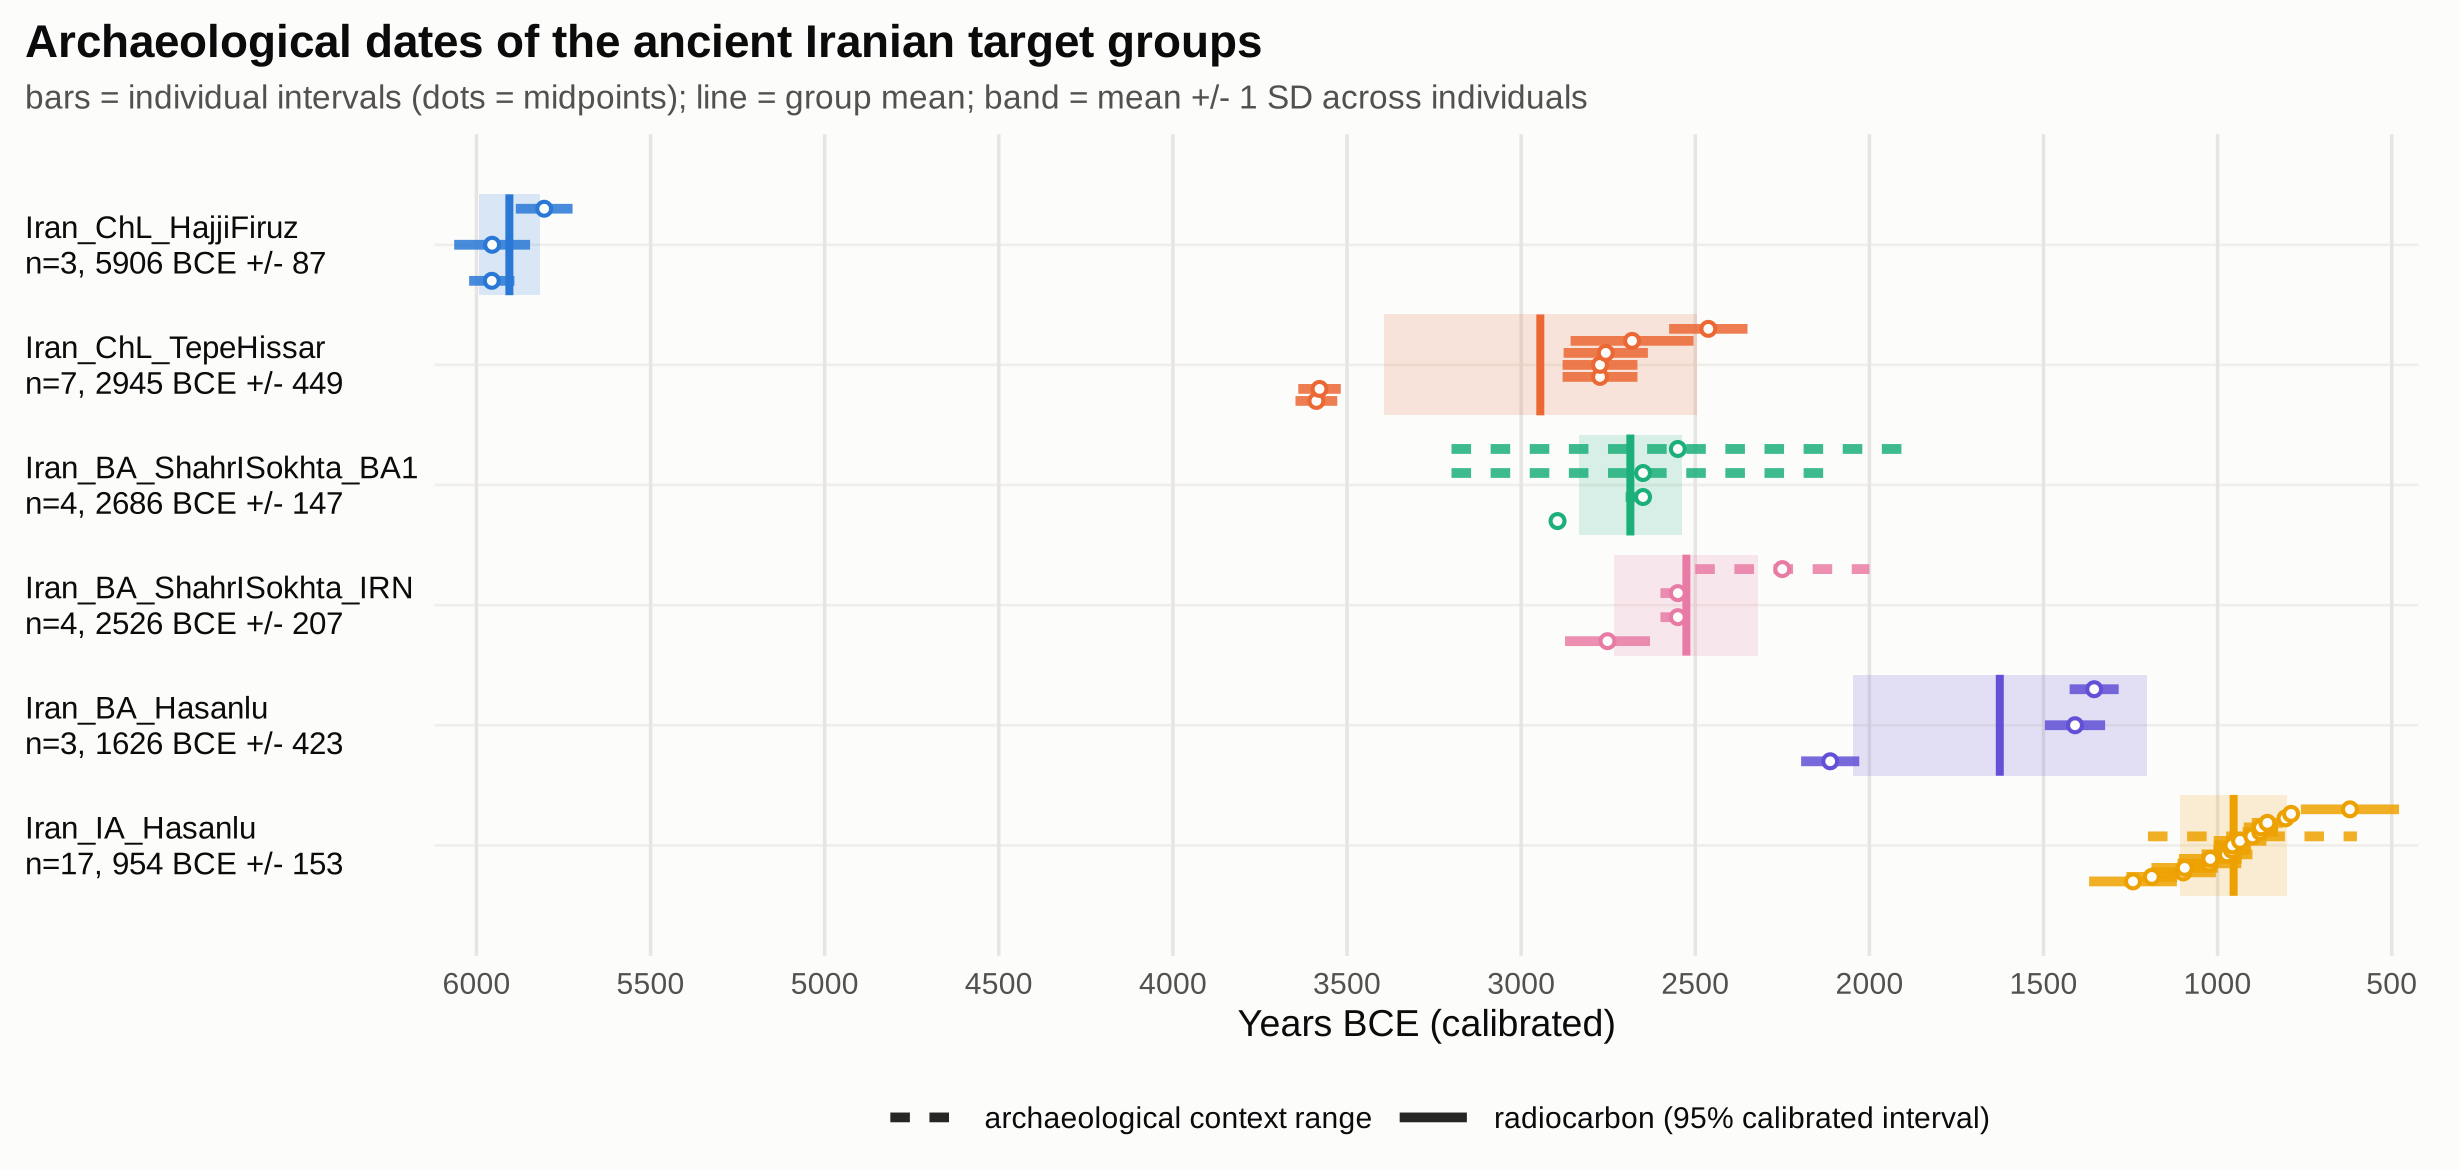 Archaeological dates of the ancient Iranian target groups
bars = individual intervals (dots = midpoints); line = group mean; band = mean +/- 1 SD across individuals
Iran_ChL_HajjiFiruz
n=3, 5906 BCE +/- 87
Iran_ChL_TepeHissar
n=7, 2945 BCE +/- 449
Iran_BA_ShahrISokhta_BA1
n=4, 2686 BCE +/- 147
Iran_BA_ShahrISokhta_IRN
n=4, 2526 BCE +/- 207
Iran_BA_Hasanlu
n=3, 1626 BCE +/- 423
Iran_IA_Hasanlu
n=17, 954 BCE +/- 153
6000 5500 5000 4500 4000 3500 3000 2500 2000 1500 1000 500
Years BCE (calibrated)
archaeological context range radiocarbon (95% calibrated interval)